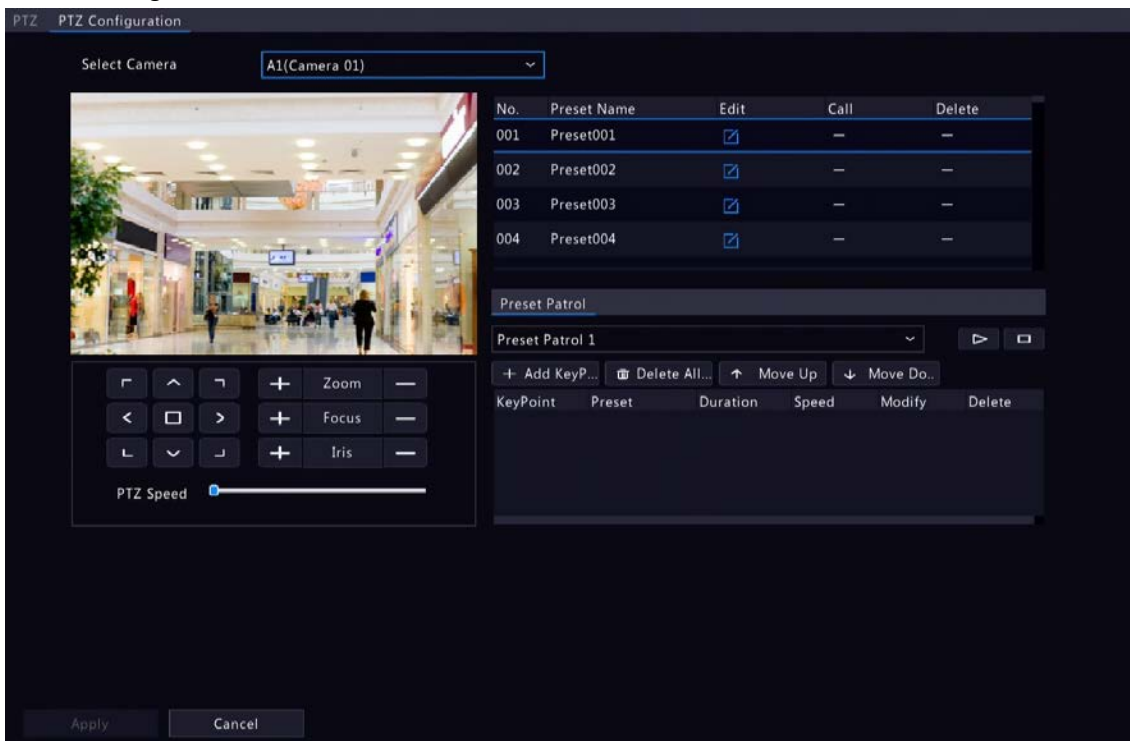 PTZ PTZ Configuration
Select Camera A1(Camera 01)
No. Preset Name Edit Call Delete
001 Preset001 — —
002 Preset002 — —
003 Preset003 — —
004 Preset004 — —
Preset Patrol
Preset Patrol 1
+ Add KeyP... Delete All... ↑ Move Up ↓ Move Do..
KeyPoint Preset Duration Speed Modify Delete
+ Zoom —
+ Focus —
+ Iris —
PTZ Speed
Apply Cancel